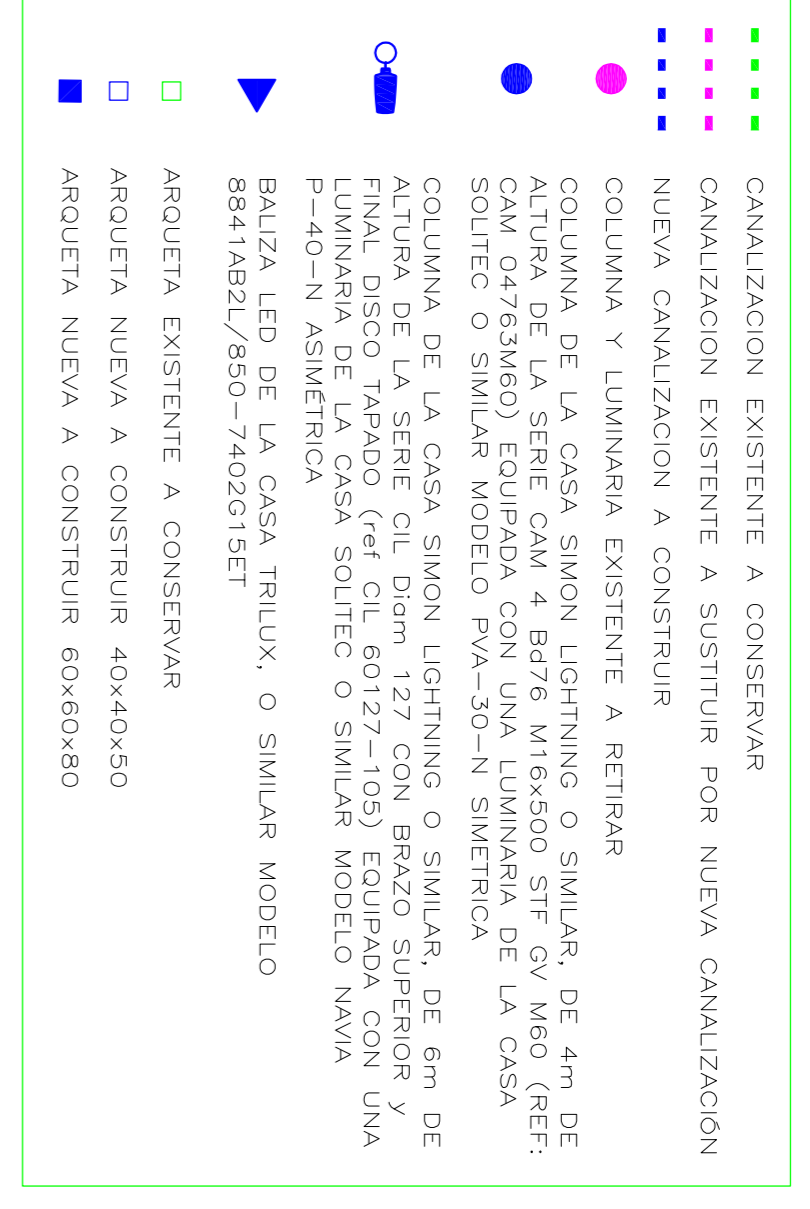 CANALIZACION EXISTENTE A CONSERVAR
CANALIZACION EXISTENTE A SUSTITUIR POR NUEVA CANALIZACIÓN
NUEVA CANALIZACION A CONSTRUIR
COLUMNA Y LUMINARIA EXISTENTE A RETIRAR
COLUMNA DE LA CASA SIMON LIGHTNING O SIMILAR, DE 4m DE
ALTURA DE LA SERIE CAM 4 Bd76 M16x500 STF GV M60 (REF:
CAM 04763M60) EQUIPADA CON UNA LUMINARIA DE LA CASA
SOLITEC O SIMILAR MODELO PVA-30-N SIMETRICA
COLUMNA DE LA CASA SIMON LIGHTNING O SIMILAR, DE 6m DE
ALTURA DE LA SERIE CIL Diam 127 CON BRAZO SUPERIOR y
FINAL DISCO TAPADO (ref CIL 60127-105) EQUIPADA CON UNA
LUMINARIA DE LA CASA SOLITEC O SIMILAR MODELO NAVIA
P-40-N ASIMÉTRICA
BALIZA LED DE LA CASA TRILUX, O SIMILAR MODELO
8841AB2L/850-7402G15ET
ARQUETA EXISTENTE A CONSERVAR
ARQUETA NUEVA A CONSTRUIR 40x40x50
ARQUETA NUEVA A CONSTRUIR 60x60x80